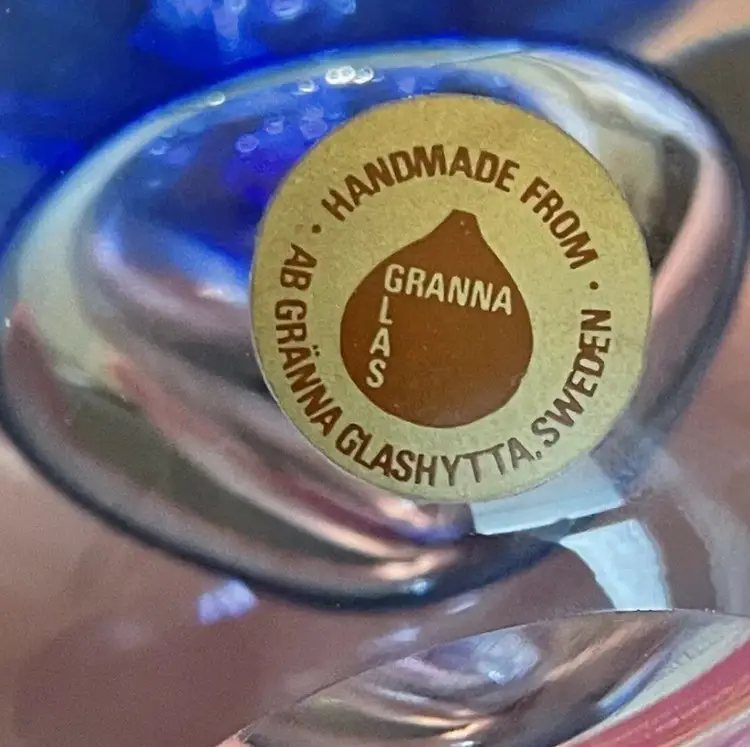 · HANDMADE FROM ·
AB GRÄNNA GLASHYTTA. SWEDEN
GRANNA
GLAS